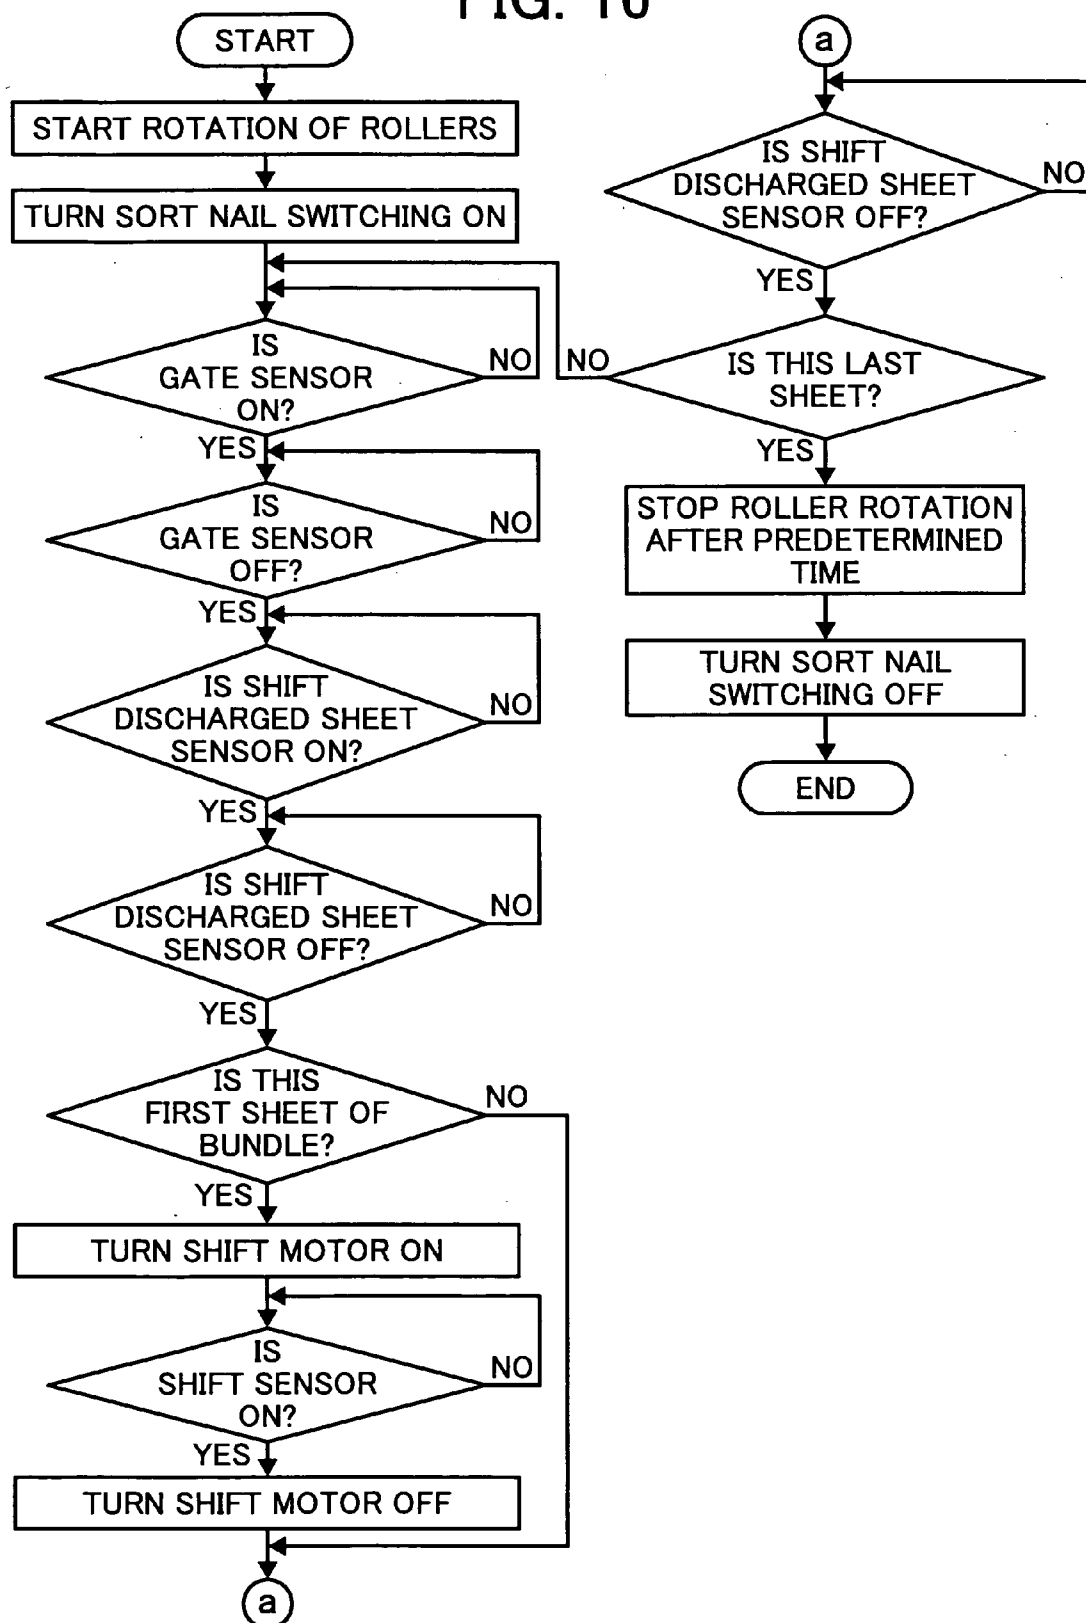 FIG. 10
START
START ROTATION OF ROLLERS
TURN SORT NAIL SWITCHING ON
IS
GATE SENSOR
ON?
NO
YES
IS
GATE SENSOR
OFF?
NO
YES
IS SHIFT
DISCHARGED SHEET
SENSOR ON?
NO
YES
IS SHIFT
DISCHARGED SHEET
SENSOR OFF?
NO
YES
IS THIS
FIRST SHEET OF
BUNDLE?
NO
YES
TURN SHIFT MOTOR ON
IS
SHIFT SENSOR
ON?
NO
YES
TURN SHIFT MOTOR OFF
a
a
IS SHIFT
DISCHARGED SHEET
SENSOR OFF?
NO
YES
IS THIS LAST
SHEET?
NO
YES
STOP ROLLER ROTATION
AFTER PREDETERMINED
TIME
TURN SORT NAIL
SWITCHING OFF
END